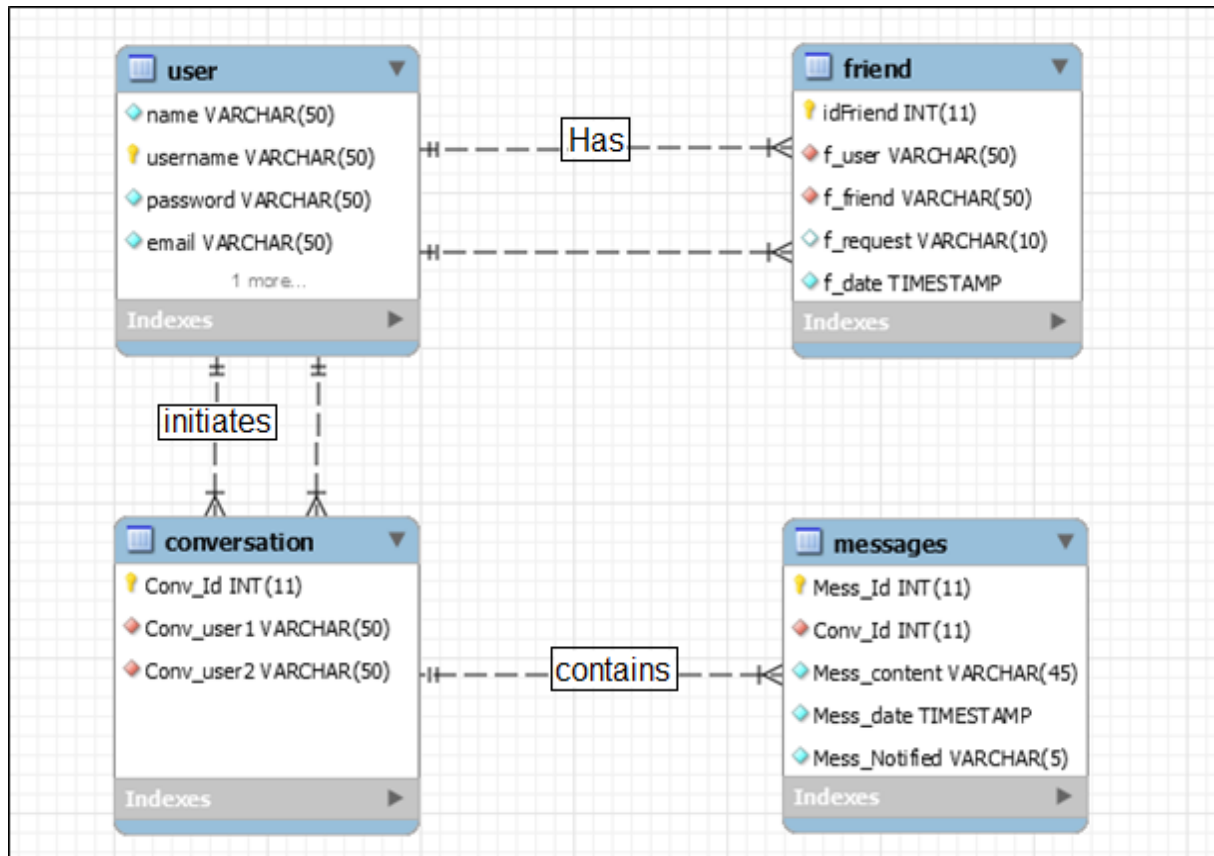 user
name VARCHAR(50)
username VARCHAR(50)
password VARCHAR(50)
email VARCHAR(50)
1 more...
Indexes
Has
friend
idFriend INT(11)
f_user VARCHAR(50)
f_friend VARCHAR(50)
f_request VARCHAR(10)
f_date TIMESTAMP
Indexes
initiates
conversation
Conv_Id INT(11)
Conv_user1 VARCHAR(50)
Conv_user2 VARCHAR(50)
Indexes
contains
messages
Mess_Id INT(11)
Conv_Id INT(11)
Mess_content VARCHAR(45)
Mess_date TIMESTAMP
Mess_Notified VARCHAR(5)
Indexes